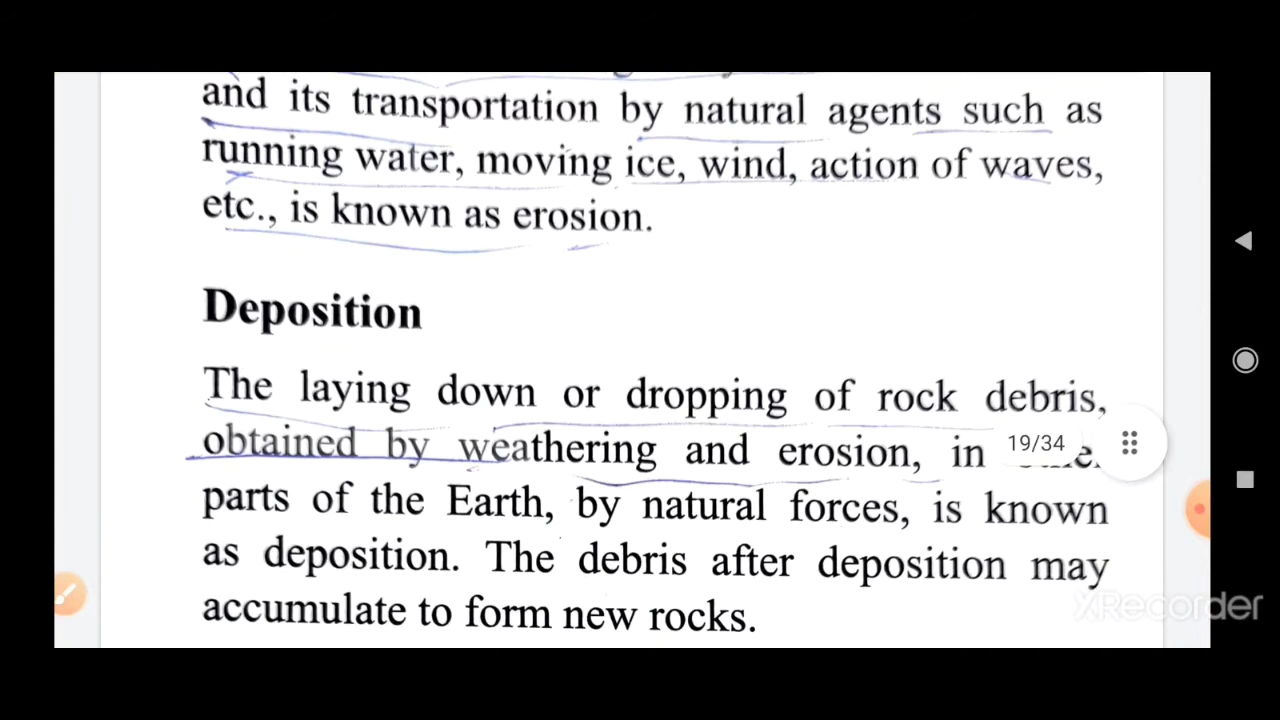 and its transportation by natural agents such as
running water, moving ice, wind, action of waves,
etc., is known as erosion.
Deposition
The laying down or dropping of rock debris,
obtained by weathering and erosion, in
19/34
parts of the Earth, by natural forces, is known
as deposition. The debris after deposition may
accumulate to form new rocks.
XRecorder